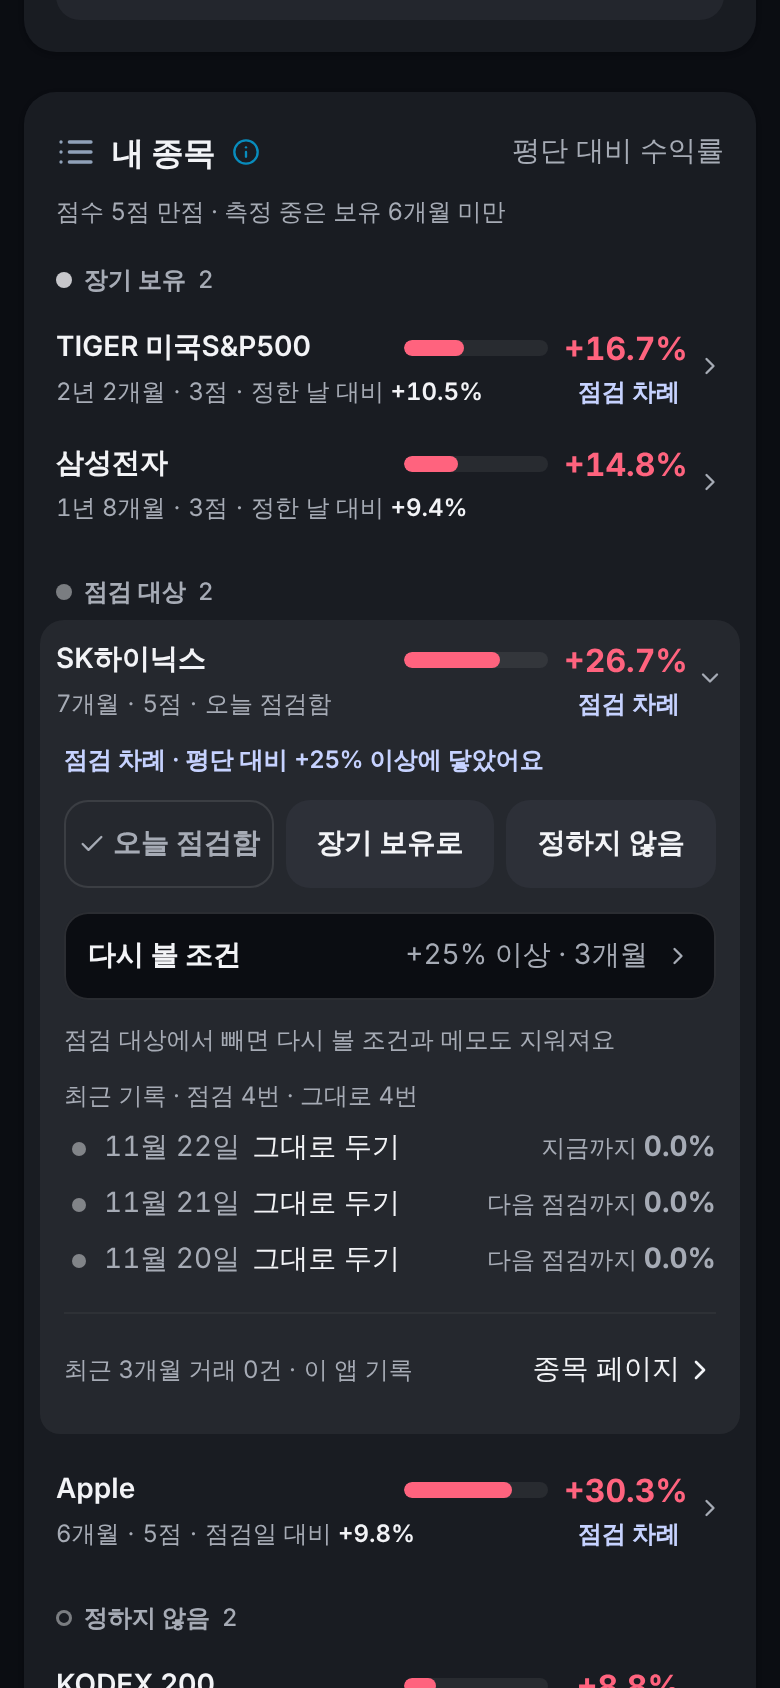 내 종목
평단 대비 수익률
점수 5점 만점 · 측정 중은 보유 6개월 미만
장기 보유 2
TIGER 미국S&P500 +16.7%
2년 2개월 · 3점 · 정한 날 대비 +10.5% 점검 차례
삼성전자 +14.8%
1년 8개월 · 3점 · 정한 날 대비 +9.4%
점검 대상 2
SK하이닉스 +26.7%
7개월 · 5점 · 오늘 점검함 점검 차례
점검 차례 · 평단 대비 +25% 이상에 닿았어요
오늘 점검함 장기 보유로 정하지 않음
다시 볼 조건 +25% 이상 · 3개월
점검 대상에서 빼면 다시 볼 조건과 메모도 지워져요
최근 기록 · 점검 4번 · 그대로 4번
11월 22일 그대로 두기 지금까지 0.0%
11월 21일 그대로 두기 다음 점검까지 0.0%
11월 20일 그대로 두기 다음 점검까지 0.0%
최근 3개월 거래 0건 · 이 앱 기록 종목 페이지
Apple +30.3%
6개월 · 5점 · 점검일 대비 +9.8% 점검 차례
정하지 않음 2
KODEX 200 +8.8%